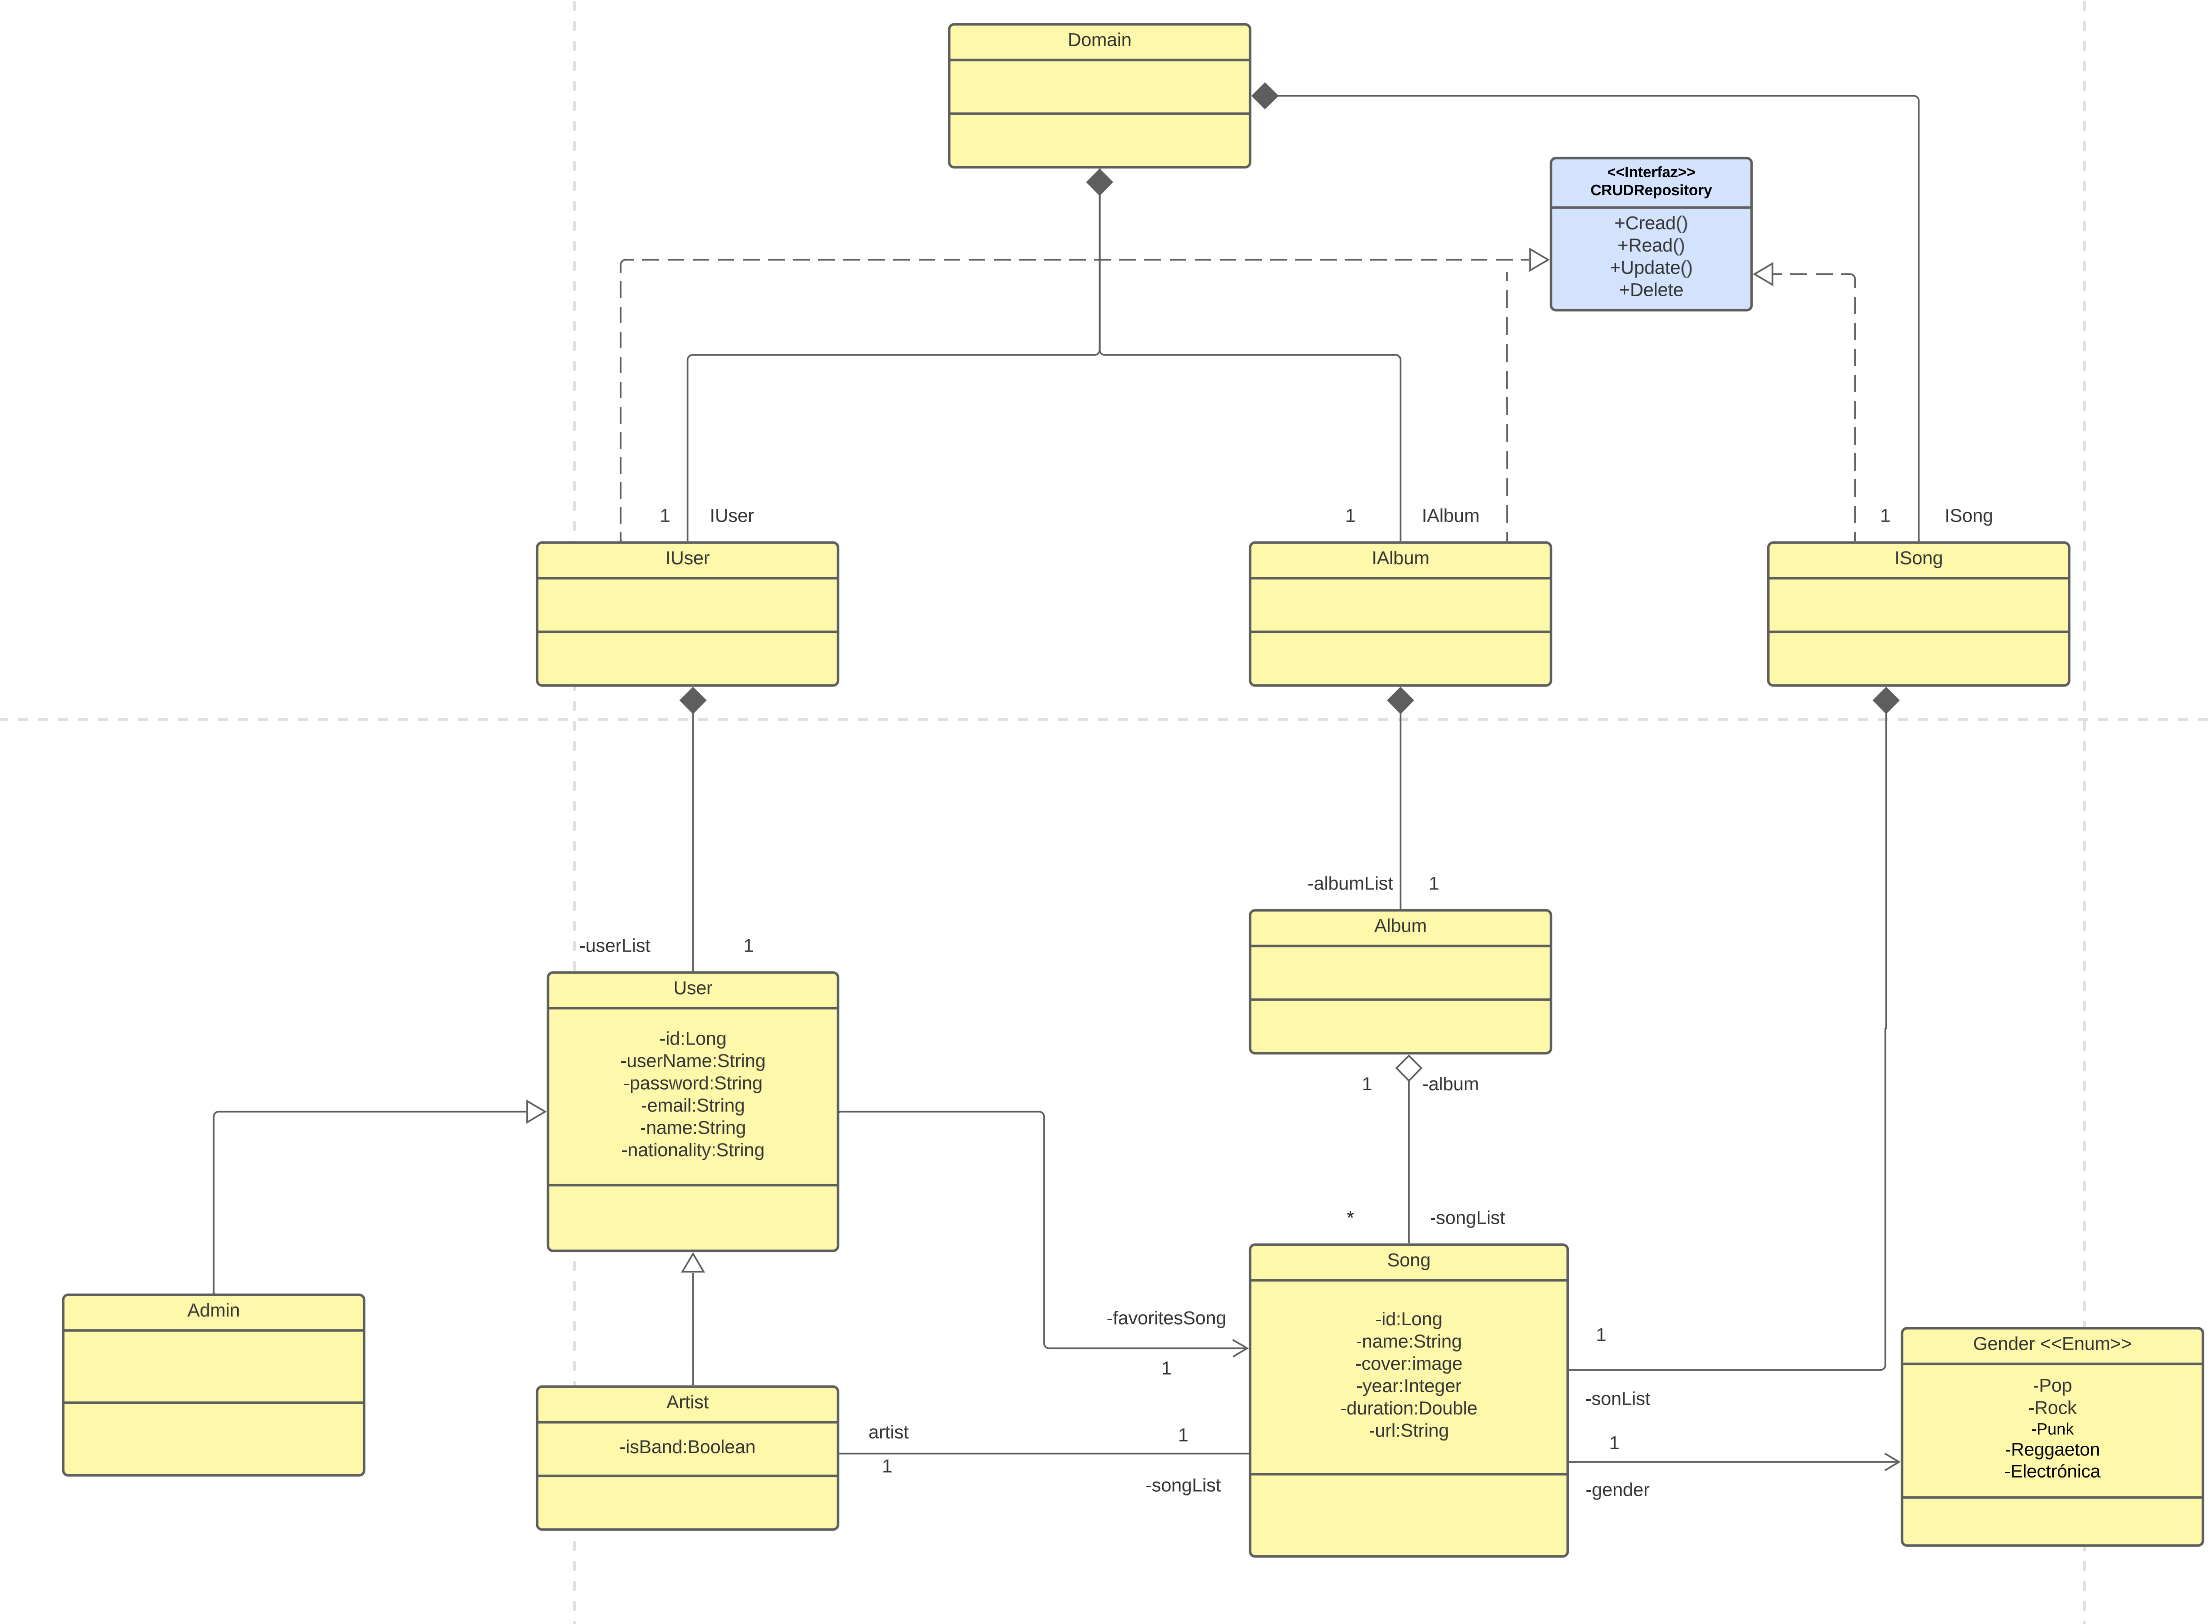 Domain
<<Interfaz>>
CRUDRepository
+Cread()
+Read()
+Update()
+Delete
1
IUser
1
IAlbum
1
ISong
IUser
IAlbum
ISong
-albumList
1
-userList
1
Album
User
-id:Long
-userName:String
-password:String
-email:String
-name:String
-nationality:String
1
-album
*
-songList
Song
-id:Long
-name:String
-cover:image
-year:Integer
-duration:Double
-url:String
Admin
-favoritesSong
1
1
-sonList
Gender <<Enum>>
-Pop
-Rock
-Punk
-Reggaeton
-Electrónica
Artist
-isBand:Boolean
artist
1
1
-songList
1
-gender